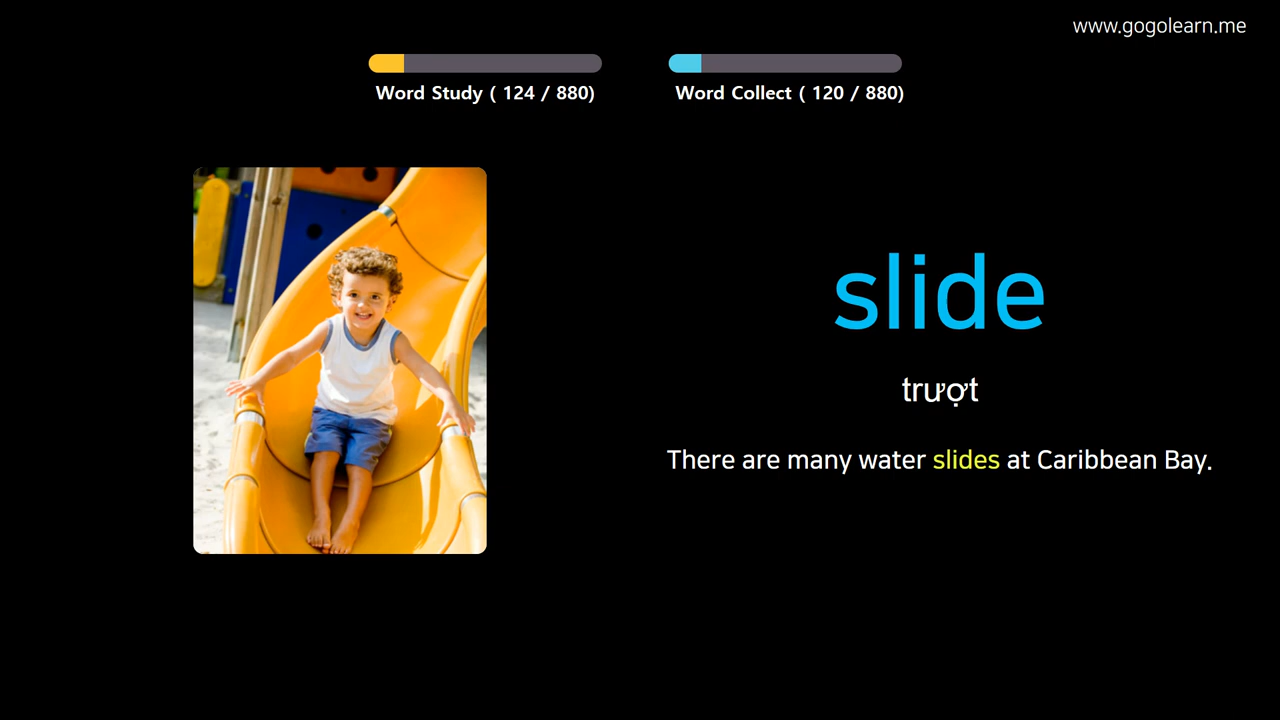 www.gogolearn.me
Word Study ( 124 / 880)
Word Collect ( 120 / 880)
slide
trượt
There are many water slides at Caribbean Bay.